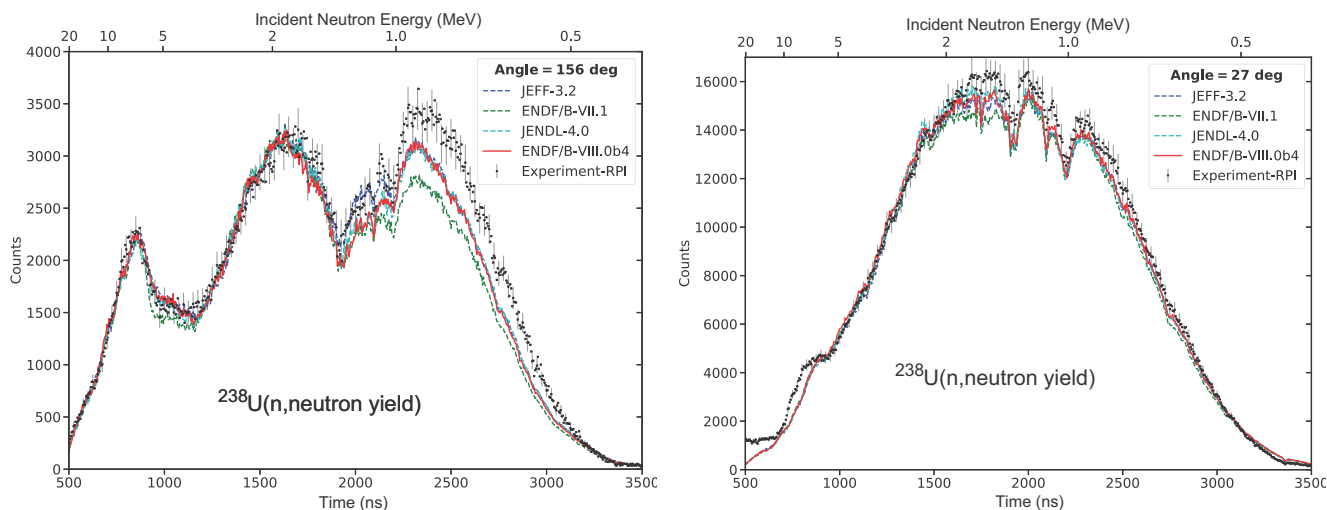 Incident Neutron Energy (MeV)
20 10 5 2 1.0 0.5
4000
3500
3000
2500
2000
1500
1000
500
0
Counts
Angle = 156 deg
JEFF-3.2
ENDF/B-VII.1
JENDL-4.0
ENDF/B-VIII.0b4
Experiment-RPI
²³⁸U(n,neutron yield)
500 1000 1500 2000 2500 3000 3500
Time (ns)
Incident Neutron Energy (MeV)
20 10 5 2 1.0 0.5
16000
14000
12000
10000
8000
6000
4000
2000
0
Counts
Angle = 27 deg
JEFF-3.2
ENDF/B-VII.1
JENDL-4.0
ENDF/B-VIII.0b4
Experiment-RPI
²³⁸U(n,neutron yield)
500 1000 1500 2000 2500 3000 3500
Time (ns)